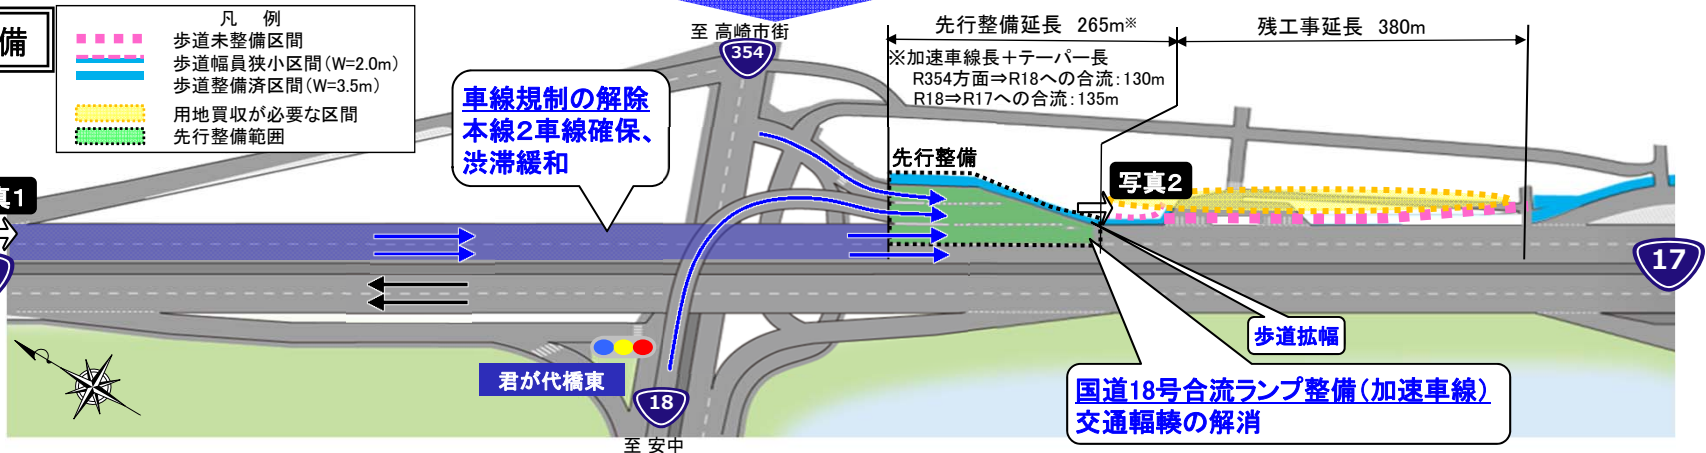 備
凡 例
歩道未整備区間
歩道幅員狭小区間(W=2.0m)
歩道整備済区間(W=3.5m)
用地買収が必要な区間
先行整備範囲
至 高崎市街
354
先行整備延長 265m※
残工事延長 380m
※加速車線長+テーパー長
R354方面⇒R18への合流:130m
R18⇒R17への合流:135m
車線規制の解除
本線2車線確保、
渋滞緩和
先行整備
写真2
真1
17
歩道拡幅
君が代橋東
18
至 安中
国道18号合流ランプ整備(加速車線)
交通輻輳の解消